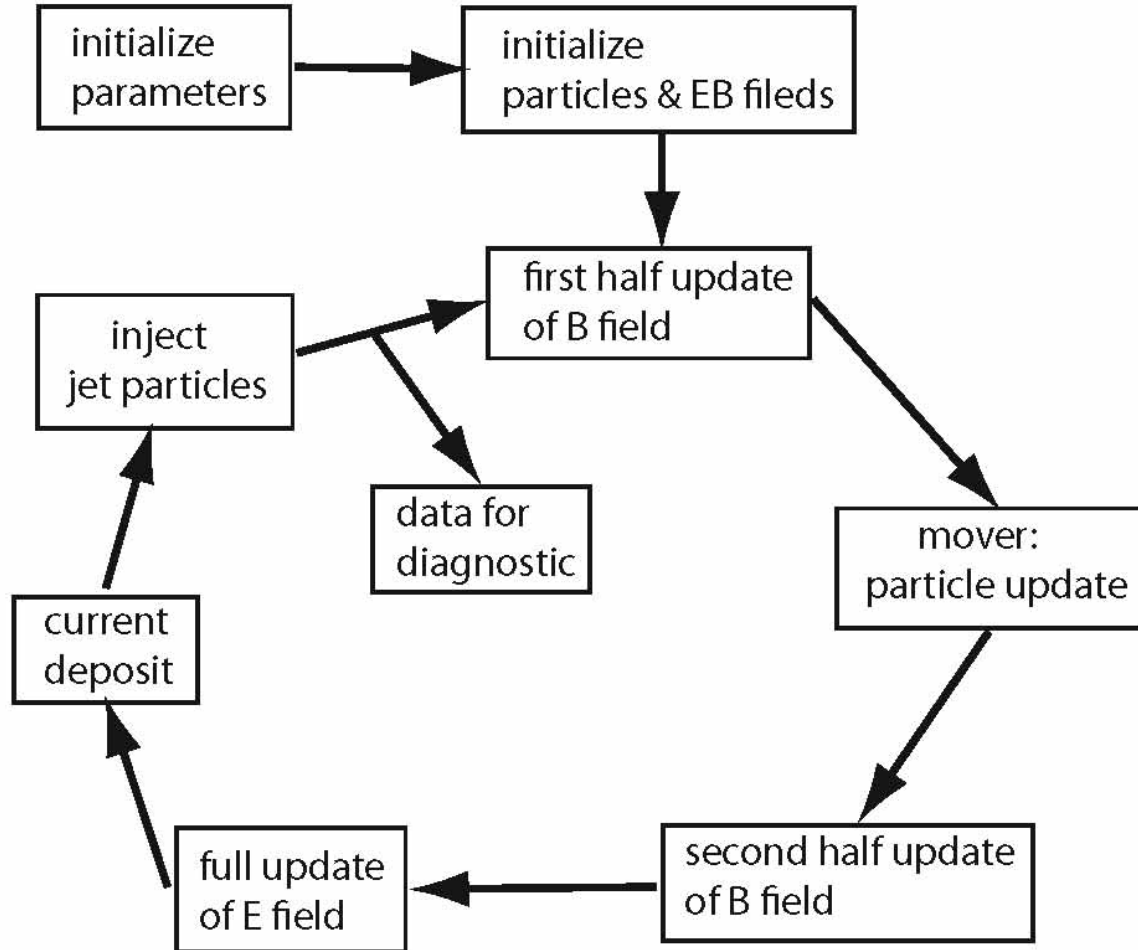 initialize
parameters
initialize
particles & EB fileds
first half update
of B field
inject
jet particles
data for
diagnostic
mover:
particle update
current
deposit
second half update
of B field
full update
of E field